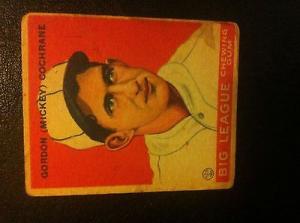 GORDON (MICKEY) COCHRANE
BIG LEAGUE
CHEWING
GUM